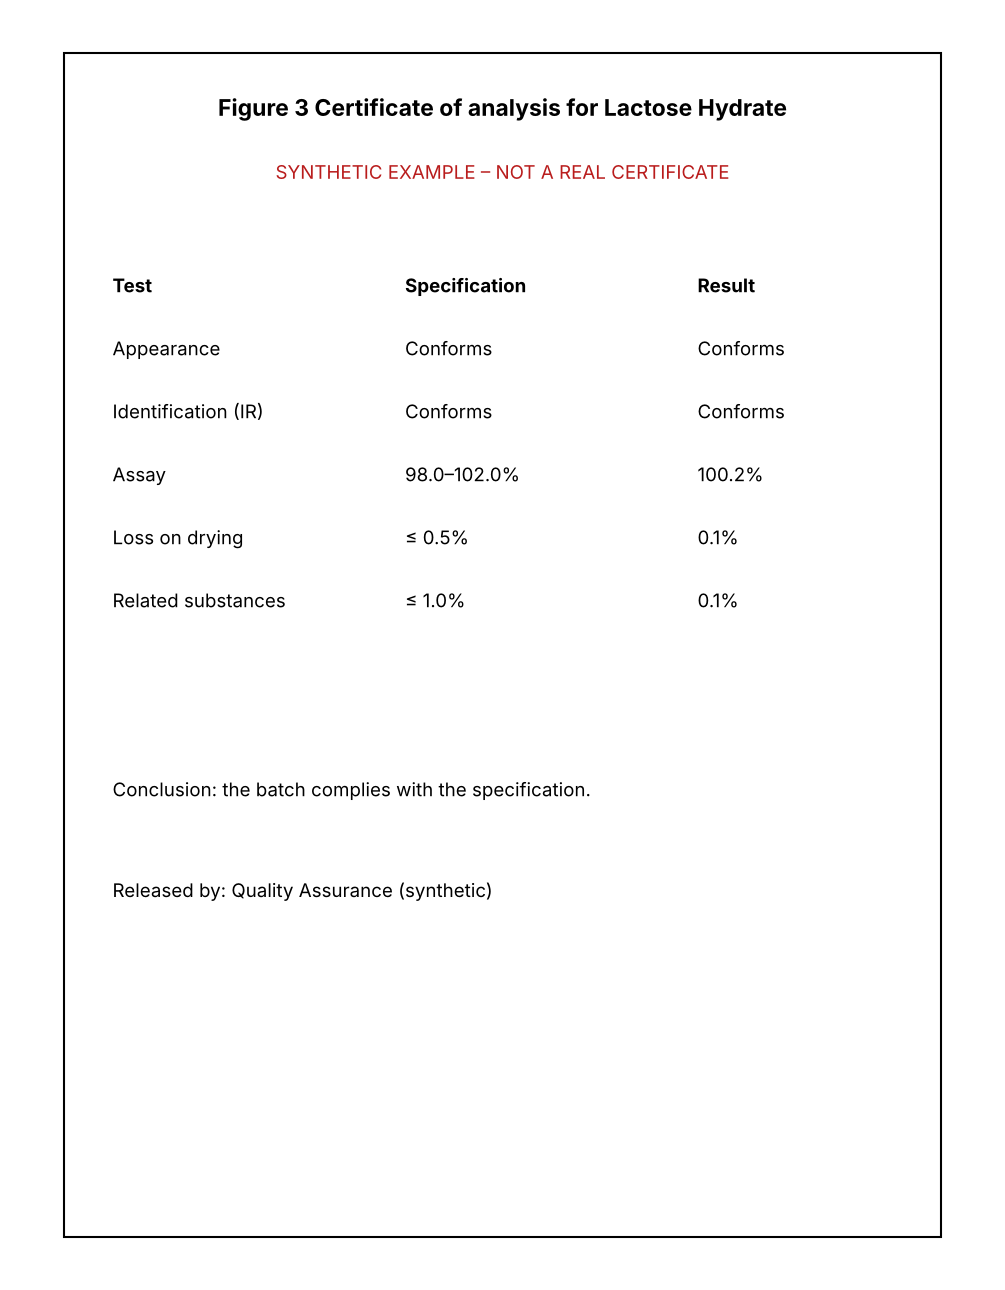 Figure 3 Certificate of analysis for Lactose Hydrate
SYNTHETIC EXAMPLE – NOT A REAL CERTIFICATE
Test Specification Result
Appearance Conforms Conforms
Identification (IR) Conforms Conforms
Assay 98.0–102.0% 100.2%
Loss on drying ≤ 0.5% 0.1%
Related substances ≤ 1.0% 0.1%
Conclusion: the batch complies with the specification.
Released by: Quality Assurance (synthetic)